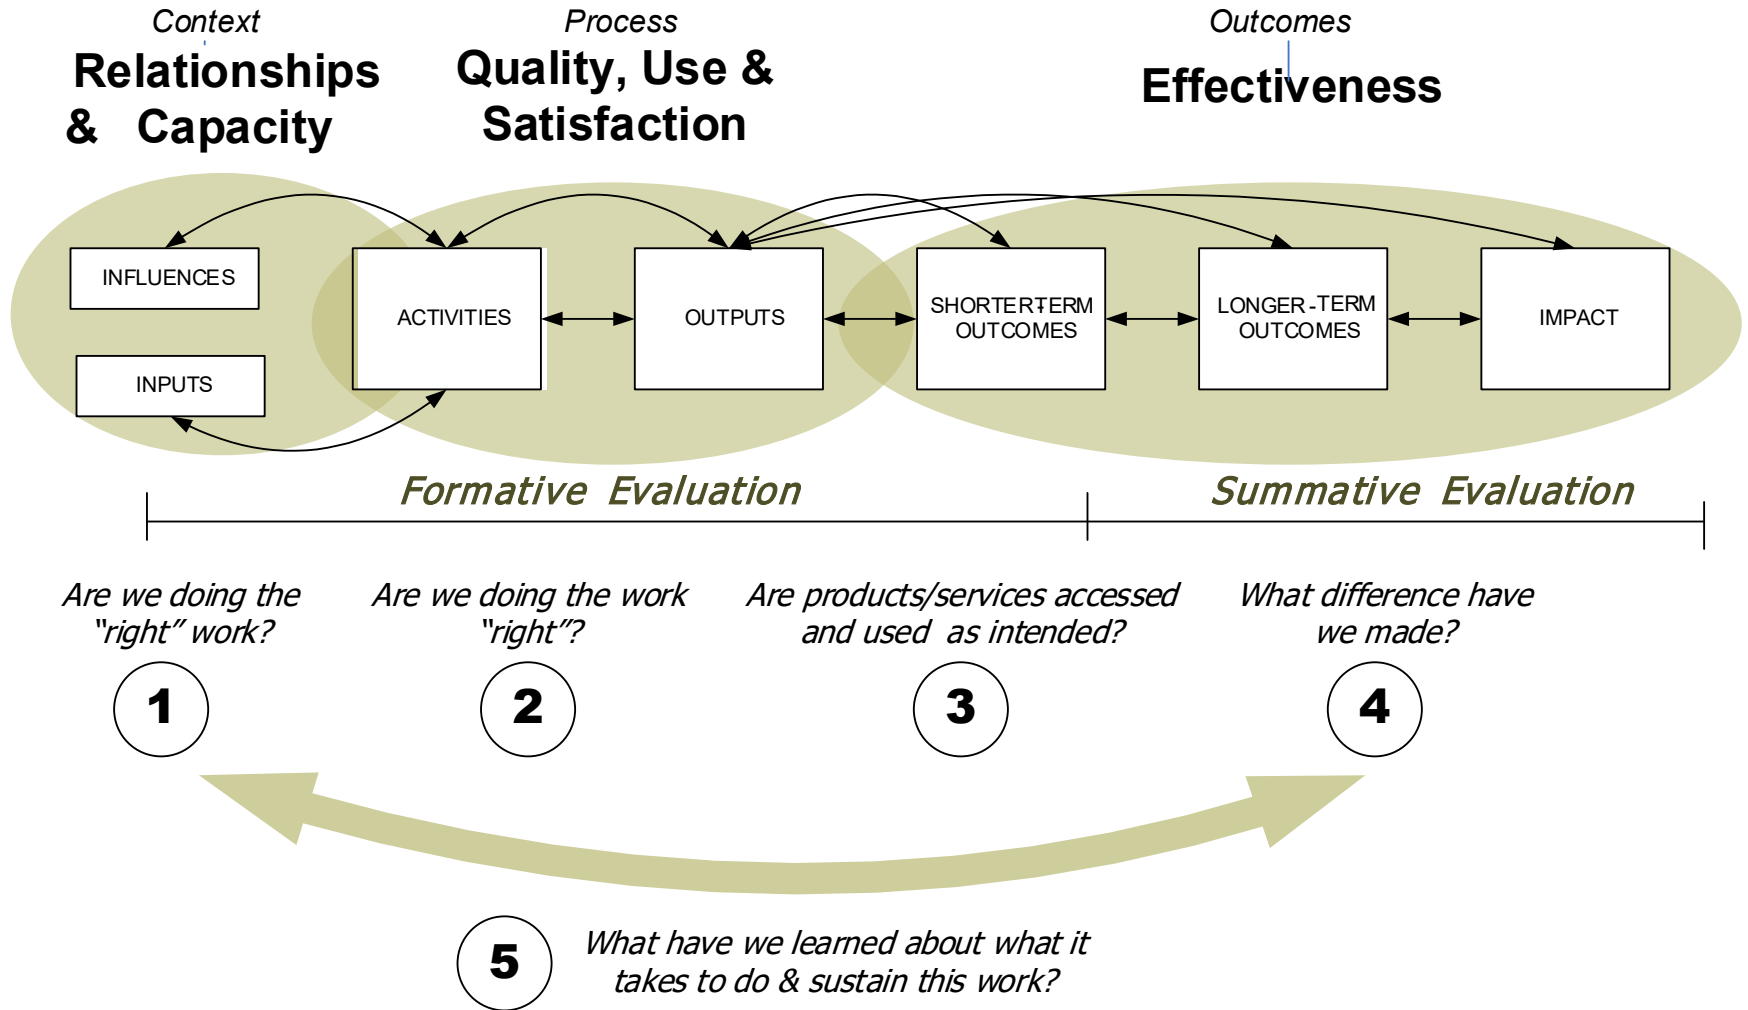 Context
Relationships
& Capacity
Process
Quality, Use &
Satisfaction
Outcomes
Effectiveness
INFLUENCES
INPUTS
ACTIVITIES
OUTPUTS
SHORTER-TERM
OUTCOMES
LONGER-TERM
OUTCOMES
IMPACT
Formative Evaluation
Summative Evaluation
Are we doing the
"right" work?
1
Are we doing the work
"right"?
2
Are products/services accessed
and used as intended?
3
What difference have
we made?
4
5
What have we learned about what it
takes to do & sustain this work?